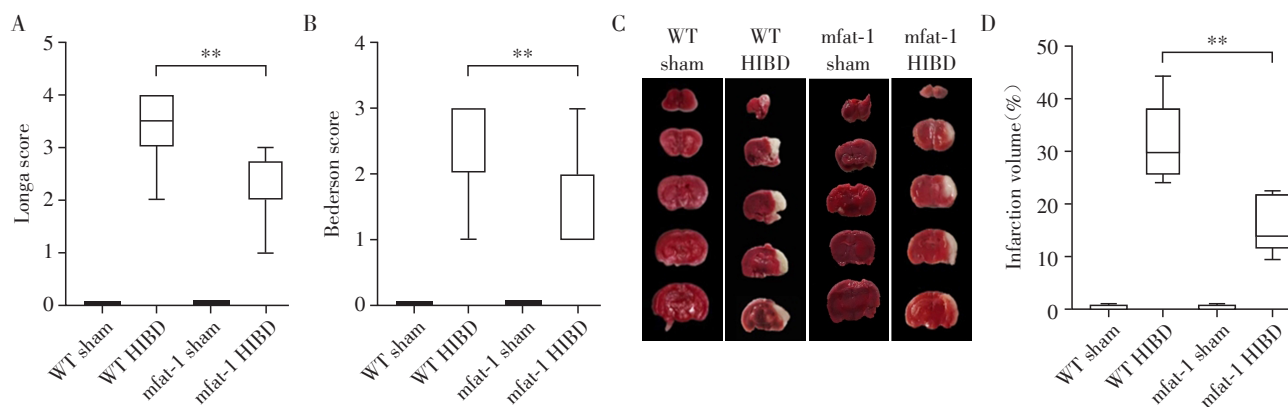 A
Longa score
5
4
3
2
1
0
**
WT sham
WT HIBD
mfat-1 sham
mfat-1 HIBD
B
Bederson score
4
3
2
1
0
**
WT sham
WT HIBD
mfat-1 sham
mfat-1 HIBD
C
WT
sham
WT
HIBD
mfat-1
sham
mfat-1
HIBD
D
Infarction volume(%)
50
40
30
20
10
0
**
WT sham
WT HIBD
mfat-1 sham
mfat-1 HIBD